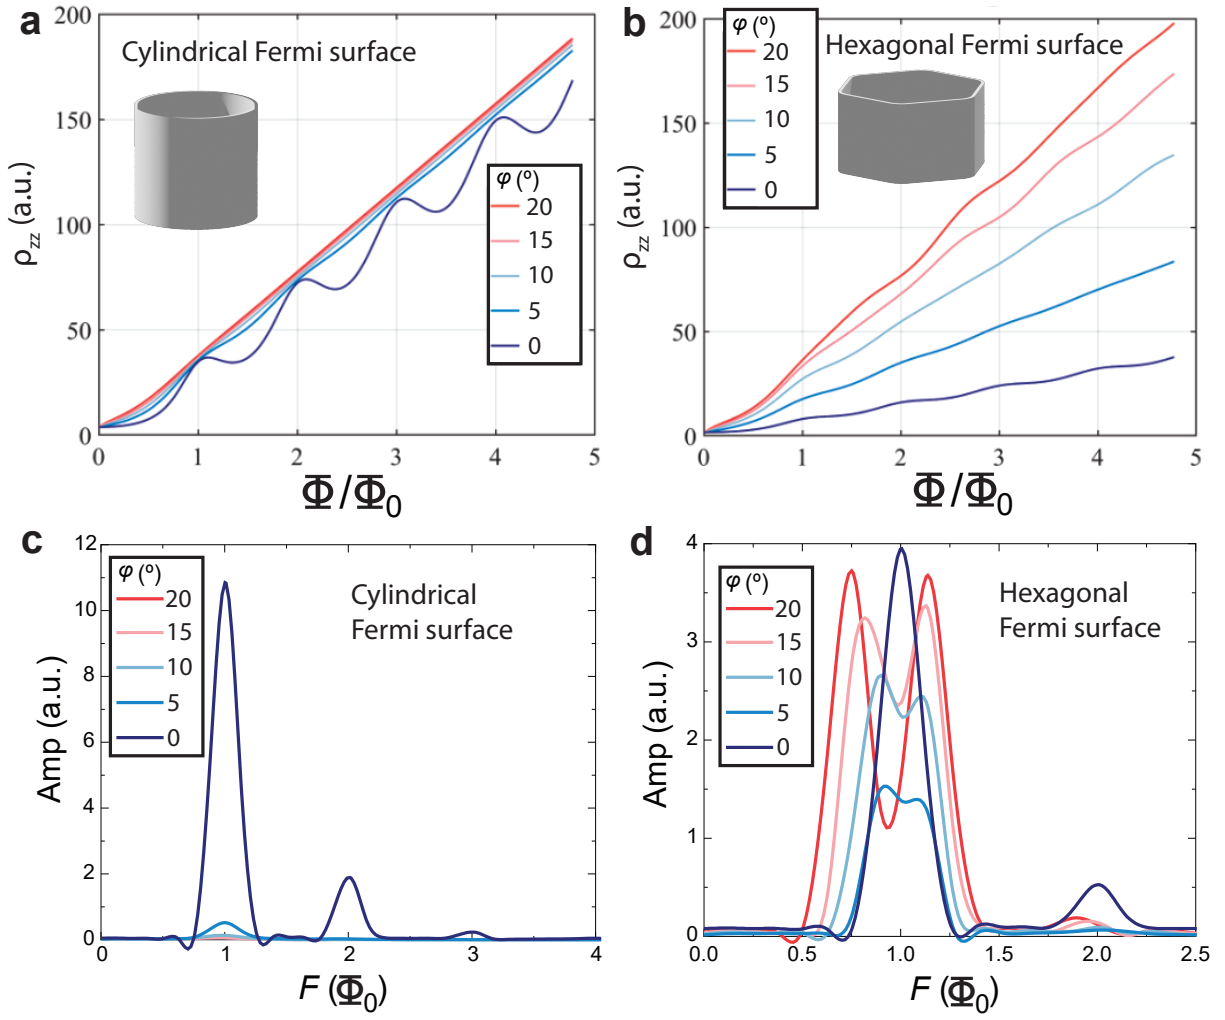 a
Cylindrical Fermi surface
200
150
100
50
0
ρzz (a.u.)
φ (º)
20
15
10
5
0
0 1 2 3 4 5
Φ/Φ0
b
Hexagonal Fermi surface
φ (º)
20
15
10
5
0
200
150
100
50
0
ρzz (a.u.)
0 1 2 3 4 5
Φ/Φ0
c
Cylindrical
Fermi surface
φ (º)
20
15
10
5
0
12
10
8
6
4
2
0
Amp (a.u.)
0 1 2 3 4
F (Φ0)
d
Hexagonal
Fermi surface
φ (º)
20
15
10
5
0
4
3
2
1
0
Amp (a.u.)
0.0 0.5 1.0 1.5 2.0 2.5
F (Φ0)